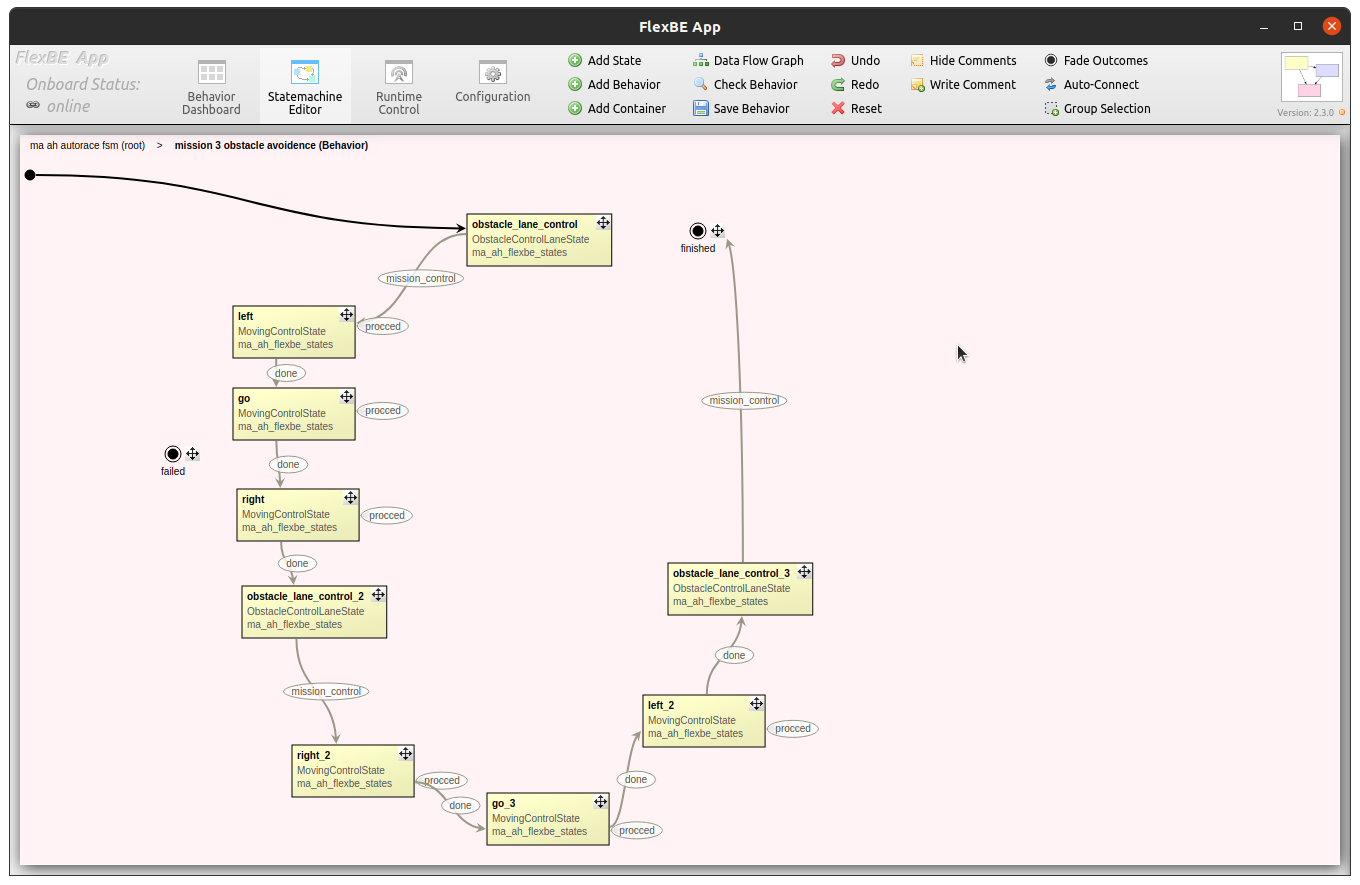 FlexBE App
FlexBE App
Onboard Status:
online
Behavior
Dashboard
Statemachine
Editor
Runtime
Control
Configuration
Add State
Add Behavior
Add Container
Data Flow Graph
Check Behavior
Save Behavior
Undo
Redo
Reset
Hide Comments
Write Comment
Fade Outcomes
Auto-Connect
Group Selection
Version: 2.3.0
ma ah autorace fsm (root) > mission 3 obstacle avoidence (Behavior)
obstacle_lane_control
ObstacleControlLaneState
ma_ah_flexbe_states
finished
mission_control
left
MovingControlState
ma_ah_flexbe_states
procced
done
go
MovingControlState
ma_ah_flexbe_states
procced
mission_control
done
failed
right
MovingControlState
ma_ah_flexbe_states
procced
done
obstacle_lane_control_3
ObstacleControlLaneState
ma_ah_flexbe_states
obstacle_lane_control_2
ObstacleControlLaneState
ma_ah_flexbe_states
done
mission_control
left_2
MovingControlState
ma_ah_flexbe_states
procced
right_2
MovingControlState
ma_ah_flexbe_states
procced
done
done
go_3
MovingControlState
ma_ah_flexbe_states
procced